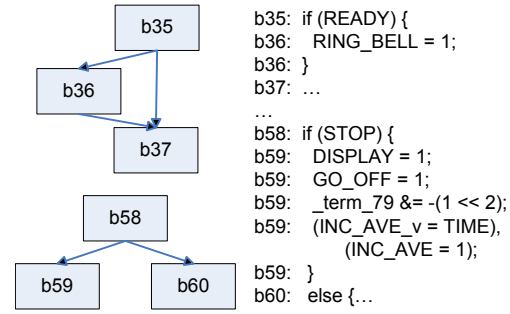 b35
b36
b37
b58
b59
b60
b35: if (READY) {
b36: RING_BELL = 1;
b36: }
b37: …
…
b58: if (STOP) {
b59: DISPLAY = 1;
b59: GO_OFF = 1;
b59: _term_79 &= -(1 << 2);
b59: (INC_AVE_v = TIME),
(INC_AVE = 1);
b59: }
b60: else {…